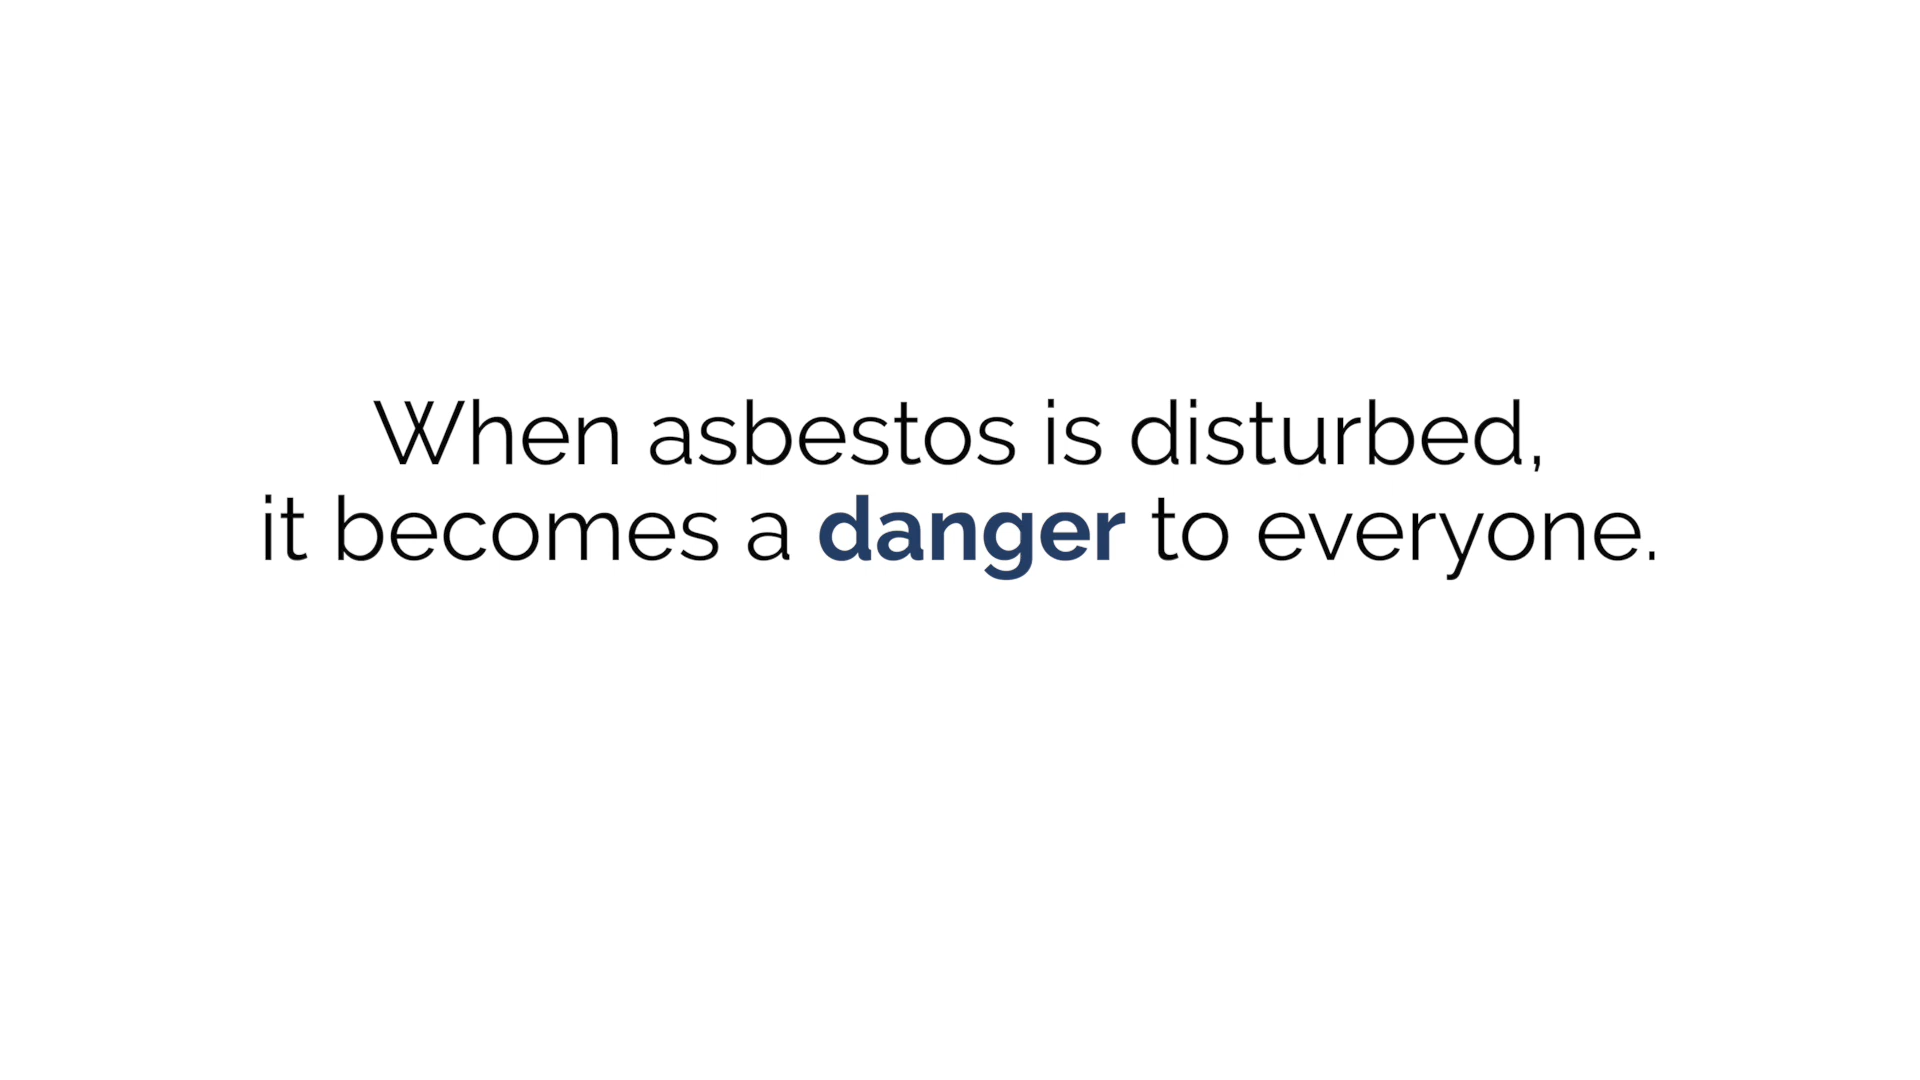 When asbestos is disturbed,
it becomes a danger to everyone.